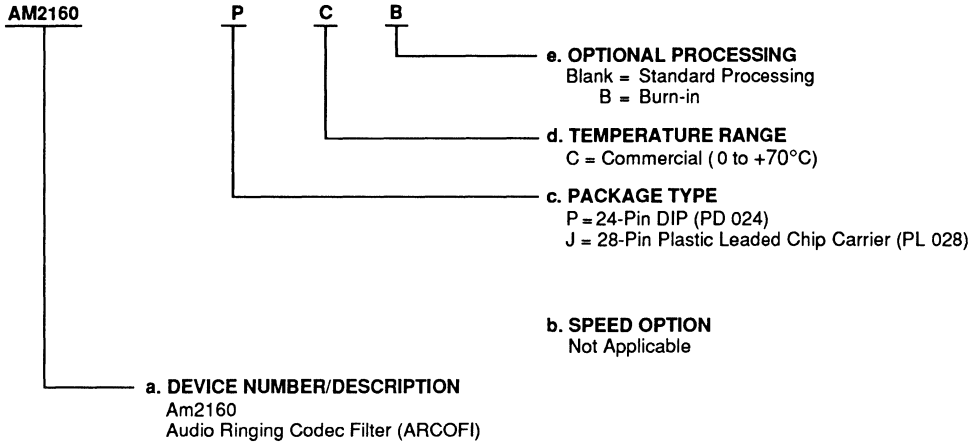 AM2160 P C B
e. OPTIONAL PROCESSING
Blank = Standard Processing
B = Burn-in
d. TEMPERATURE RANGE
C = Commercial ( 0 to +70°C)
c. PACKAGE TYPE
P = 24-Pin DIP (PD 024)
J = 28-Pin Plastic Leaded Chip Carrier (PL 028)
b. SPEED OPTION
Not Applicable
a. DEVICE NUMBER/DESCRIPTION
Am2160
Audio Ringing Codec Filter (ARCOFI)